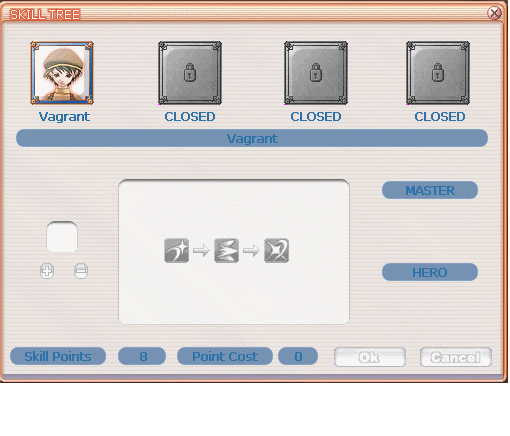 SKILL TREE
Vagrant CLOSED CLOSED CLOSED
Vagrant
MASTER
HERO
Skill Points 8 Point Cost 0 Ok Cancel